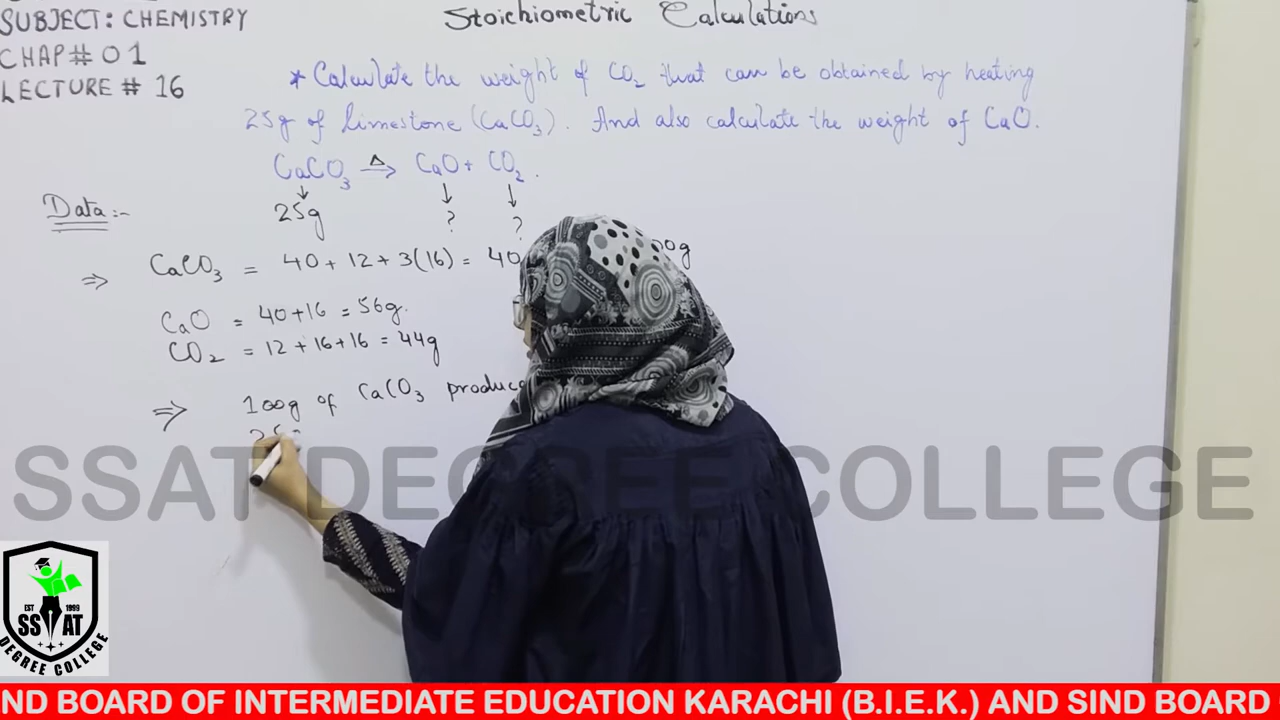 SUBJECT: CHEMISTRY
CHAP# 01
LECTURE # 16
Stoichiometric Calculations
* Calculate the weight of CO₂ that can be obtained by heating
25g of limestone (CaCO₃). And also calculate the weight of CaO.
CaCO₃ ⇒ Δ CaO + CO₂.
↓ ↓ ↓
Data:- 25g ? ?
⇒ CaCO₃ = 40 + 12 + 3(16) = 40
CaO = 40+16 = 56g.
CO₂ = 12 + 16+16 = 44g
⇒ 100g of CaCO₃ produce
25
SSAT DEGREE COLLEGE
EST 1999
SSAT
DEGREE COLLEGE
ND BOARD OF INTERMEDIATE EDUCATION KARACHI (B.I.E.K.) AND SIND BOARD